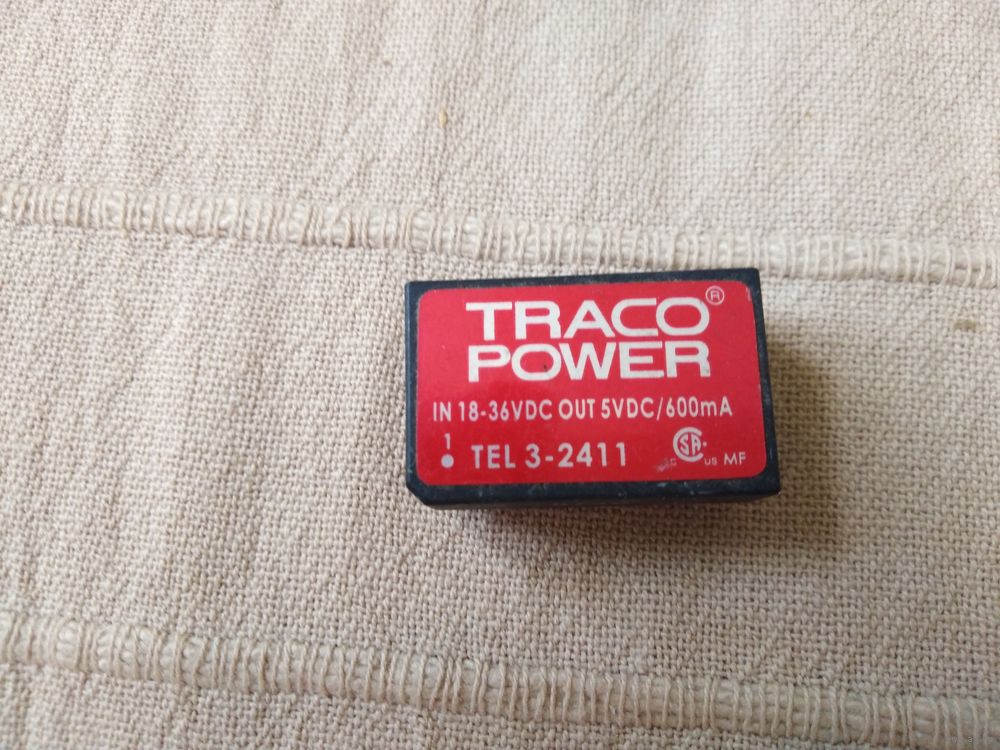 TRACO®
POWER
IN 18-36VDC OUT 5VDC/600mA
1
TEL 3-2411 C SA US MF